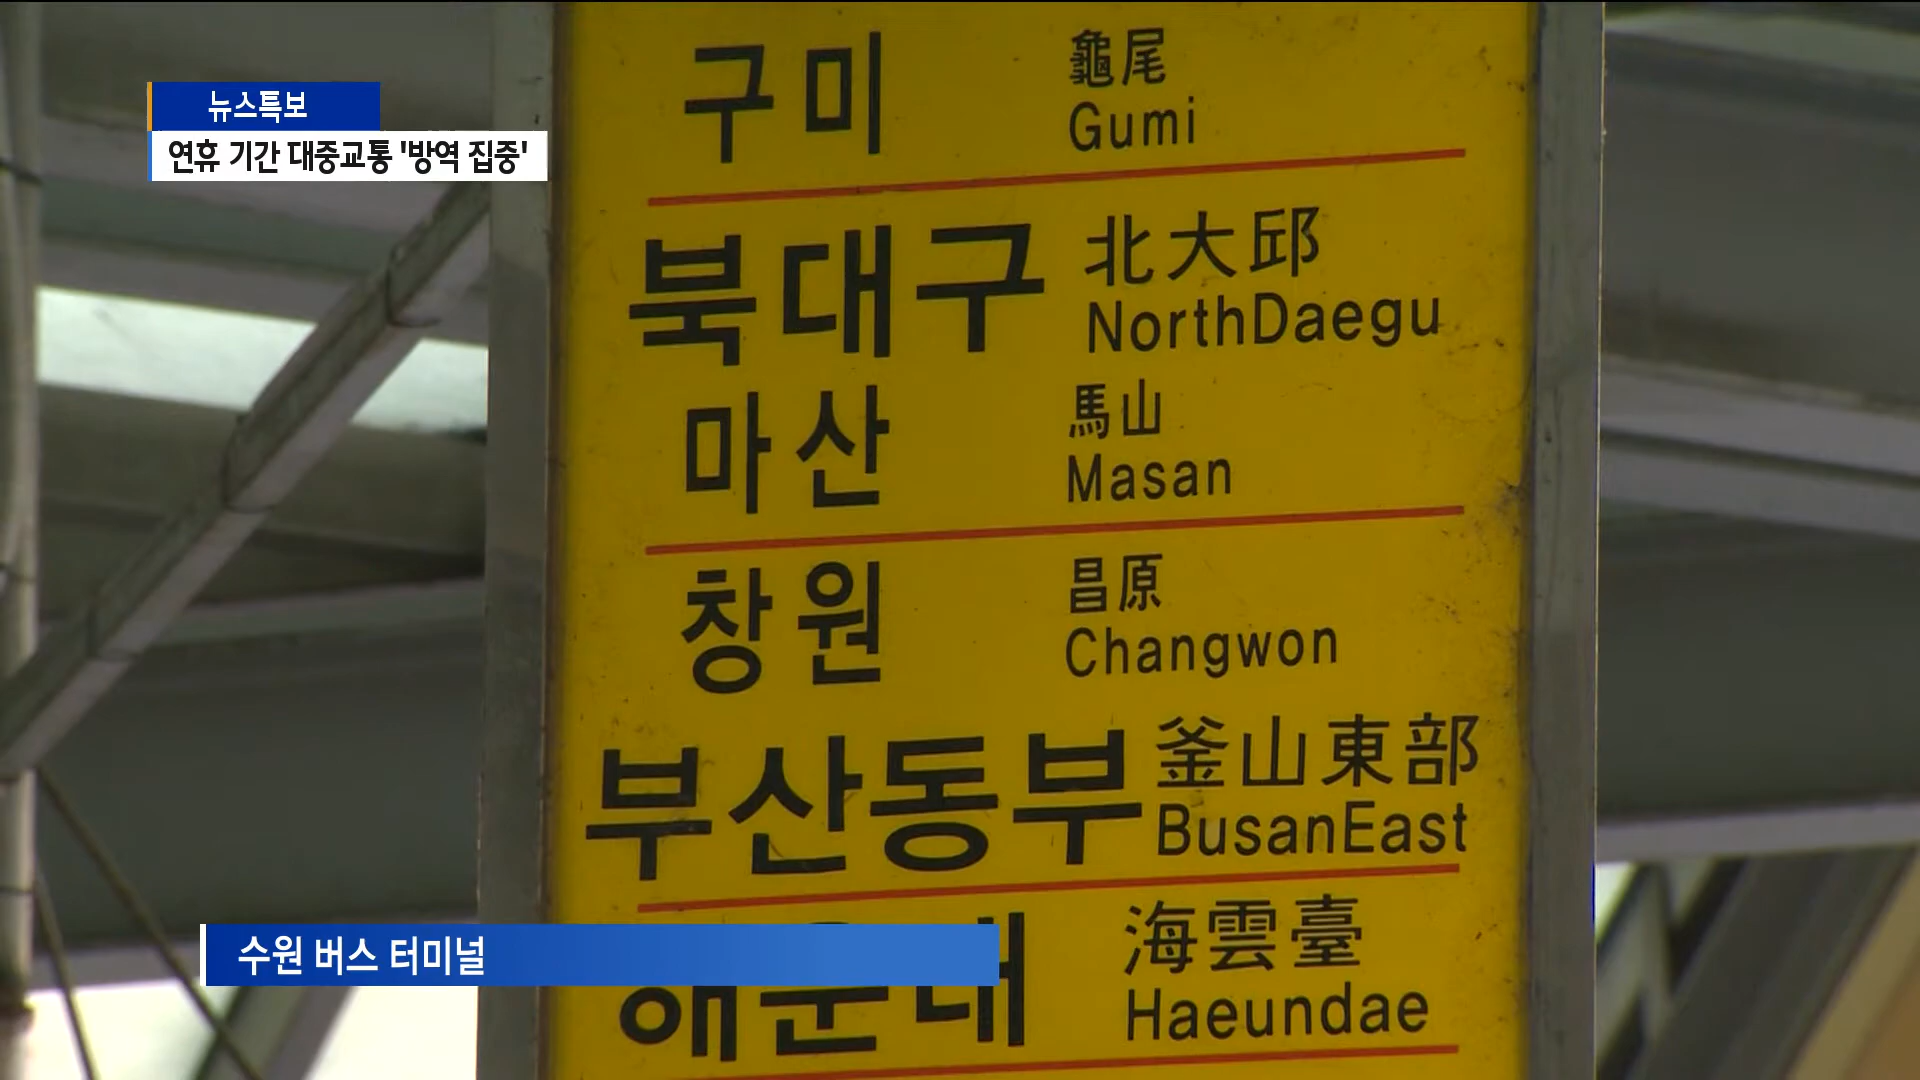 뉴스특보
연휴 기간 대중교통 '방역 집중'
구미
龜尾
Gumi
북대구
北大邱
NorthDaegu
마산
馬山
Masan
창원
昌原
Changwon
부산동부
釜山東部
BusanEast
해운대
海雲臺
Haeundae
수원 버스 터미널